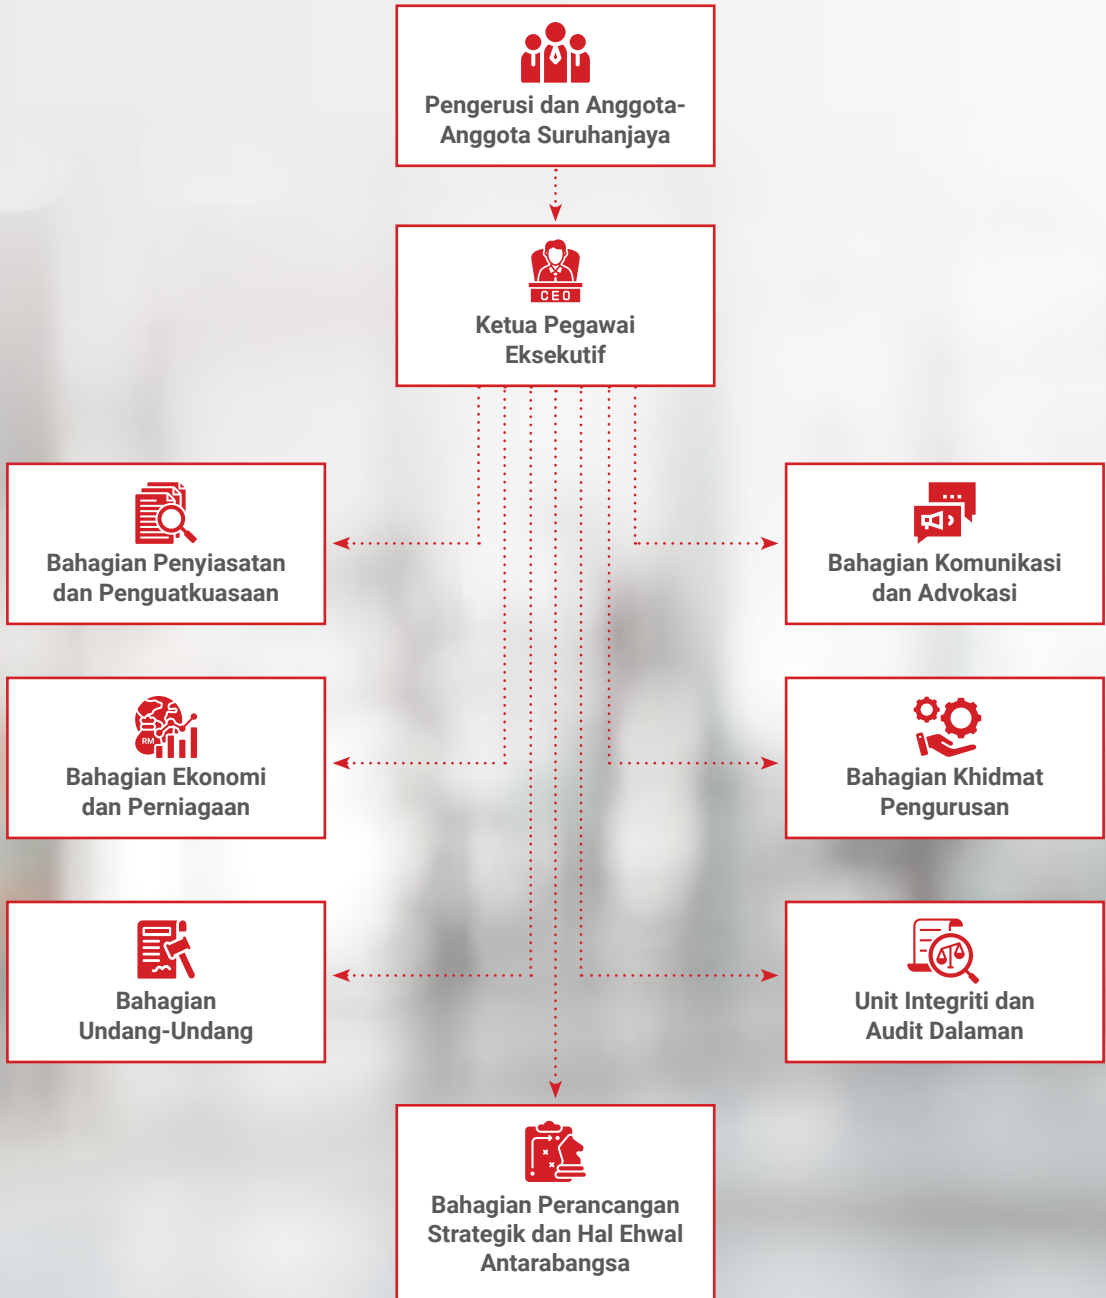 Pengerusi dan Anggota-
Anggota Suruhanjaya
CEO
Ketua Pegawai
Eksekutif
Bahagian Penyiasatan
dan Penguatkuasaan
Bahagian Komunikasi
dan Advokasi
RM
Bahagian Ekonomi
dan Perniagaan
Bahagian Khidmat
Pengurusan
Bahagian
Undang-Undang
Unit Integriti dan
Audit Dalaman
Bahagian Perancangan
Strategik dan Hal Ehwal
Antarabangsa